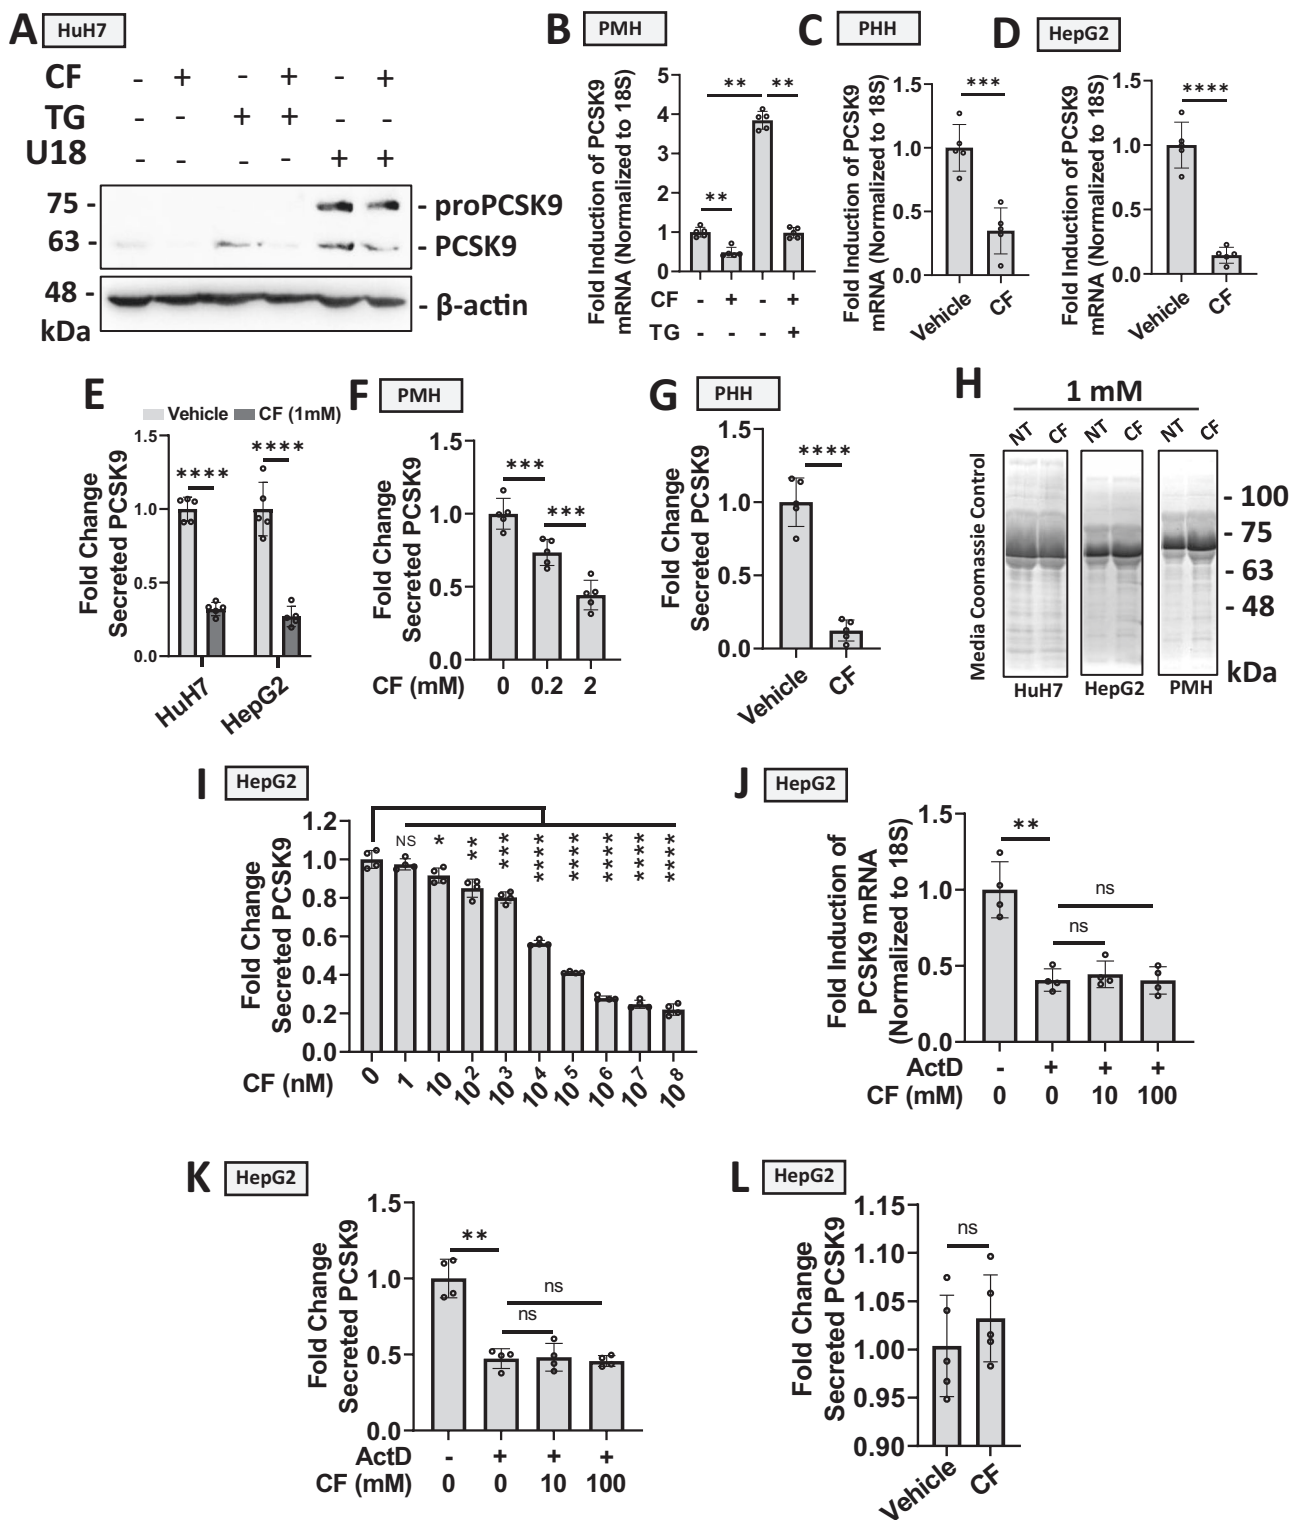 A HuH7
CF - + - + - +
TG - - + + - -
U18 - - - - + +
75 - - proPCSK9
63 - - PCSK9
48 - - β-actin
kDa
B PMH
Fold Induction of PCSK9
mRNA (Normalized to 18S)
5
4
3
2
1
0
** ** **
CF - + - +
TG - - - +
C PHH
Fold Induction of PCSK9
mRNA (Normalized to 18S)
1.5
1.0
0.5
0.0
***
Vehicle CF
D HepG2
Fold Induction of PCSK9
mRNA (Normalized to 18S)
1.5
1.0
0.5
0.0
****
Vehicle CF
E
Vehicle CF (1mM)
Fold Change
Secreted PCSK9
1.5
1.0
0.5
0.0
**** ****
HuH7 HepG2
F PMH
Fold Change
Secreted PCSK9
1.5
1.0
0.5
0.0
*** ***
CF (mM) 0 0.2 2
G PHH
Fold Change
Secreted PCSK9
1.5
1.0
0.5
0.0
****
Vehicle CF
H
1 mM
NT CF NT CF NT CF
Media Coomassie Control
- 100
- 75
- 63
- 48
kDa
HuH7 HepG2 PMH
I HepG2
Fold Change
Secreted PCSK9
1.2
1.0
0.8
0.6
0.4
0.2
0.0
NS * ** *** **** **** **** **** ****
CF (nM) 0 1 10 10² 10³ 10⁴ 10⁵ 10⁶ 10⁷ 10⁸
J HepG2
Fold Induction of
PCSK9 mRNA
(Normalized to 18S)
1.5
1.0
0.5
0.0
** ns
ns
ActD - + + +
CF (mM) 0 0 10 100
K HepG2
Fold Change
Secreted PCSK9
1.5
1.0
0.5
0.0
** ns
ns
ActD - + + +
CF (mM) 0 0 10 100
L HepG2
Fold Change
Secreted PCSK9
1.15
1.10
1.05
1.00
0.95
0.90
ns
Vehicle CF